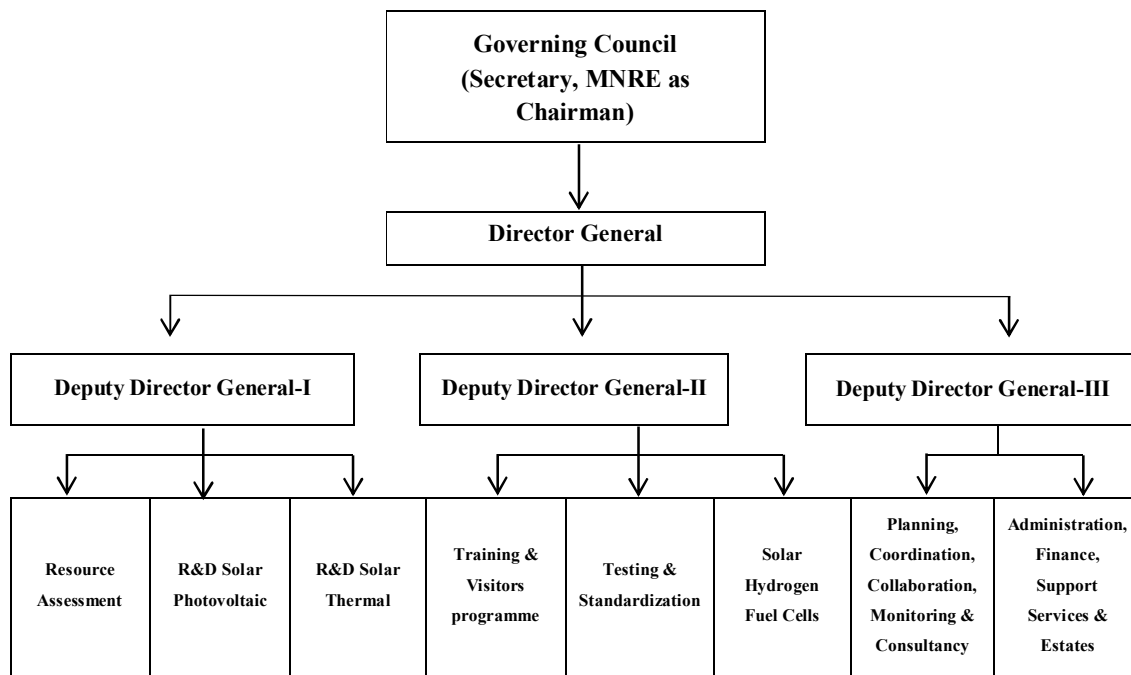 Governing Council
(Secretary, MNRE as
Chairman)
Director General
Deputy Director General-I
Deputy Director General-II
Deputy Director General-III
Resource
Assessment
R&D Solar
Photovoltaic
R&D Solar
Thermal
Training &
Visitors
programme
Testing &
Standardization
Solar
Hydrogen
Fuel Cells
Planning,
Coordination,
Collaboration,
Monitoring &
Consultancy
Administration,
Finance,
Support
Services &
Estates